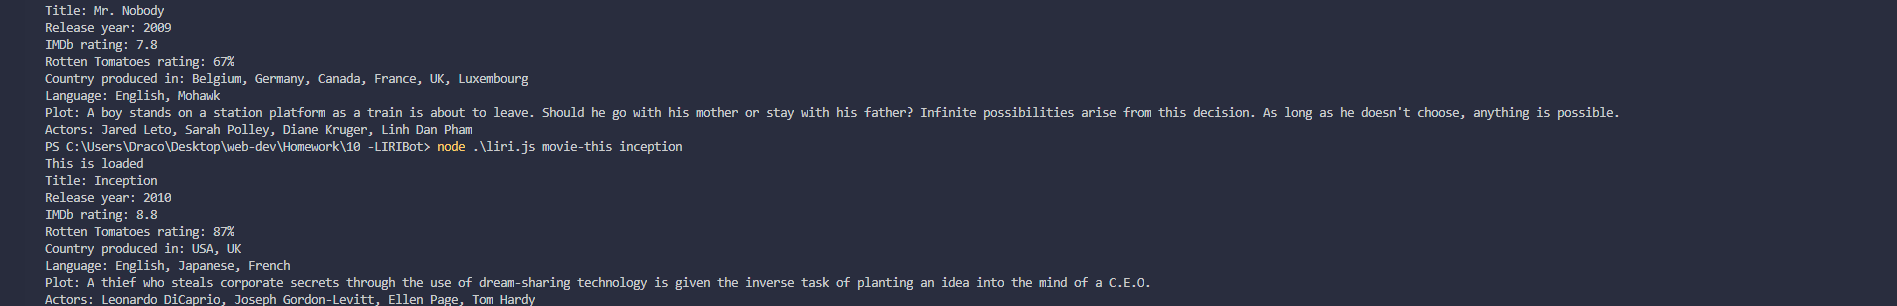 Title: Mr. Nobody
Release year: 2009
IMDb rating: 7.8
Rotten Tomatoes rating: 67%
Country produced in: Belgium, Germany, Canada, France, UK, Luxembourg
Language: English, Mohawk
Plot: A boy stands on a station platform as a train is about to leave. Should he go with his mother or stay with his father? Infinite possibilities arise from this decision. As long as he doesn't choose, anything is possible.
Actors: Jared Leto, Sarah Polley, Diane Kruger, Linh Dan Pham
PS C:\Users\Draco\Desktop\web-dev\Homework\10 -LIRIBot> node .\liri.js movie-this inception
This is loaded
Title: Inception
Release year: 2010
IMDb rating: 8.8
Rotten Tomatoes rating: 87%
Country produced in: USA, UK
Language: English, Japanese, French
Plot: A thief who steals corporate secrets through the use of dream-sharing technology is given the inverse task of planting an idea into the mind of a C.E.O.
Actors: Leonardo DiCaprio, Joseph Gordon-Levitt, Ellen Page, Tom Hardy